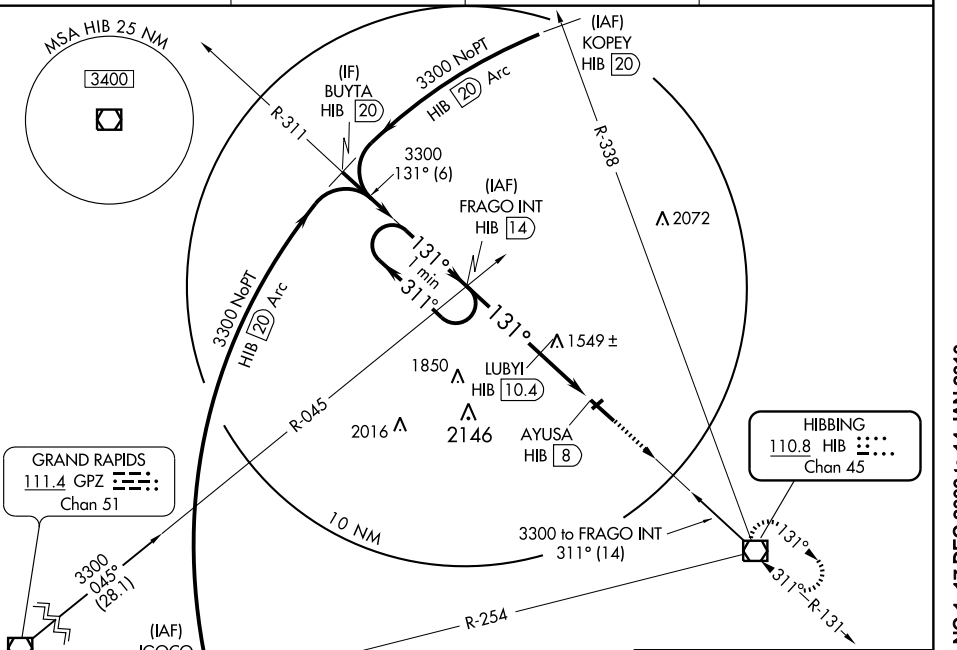 MSA HIB 25 NM
3400
(IAF)
KOPEY
HIB 20
3300 NoPT
HIB 20 Arc
(IF)
BUYTA
HIB 20
R-311
R-338
3300
131° (6)
(IAF)
FRAGO INT
HIB 14
2072
131°
1 min
311°
3300 NoPT
HIB 20 Arc
131°
1549 ±
LUBYI
HIB 10.4
1850
2016
2146
R-045
AYUSA
HIB 8
HIBBING
110.8 HIB
Chan 45
GRAND RAPIDS
111.4 GPZ
Chan 51
10 NM
3300 to FRAGO INT
311° (14)
131°
311°
R-131
3300
045°
(28.1)
R-254
(IAF)